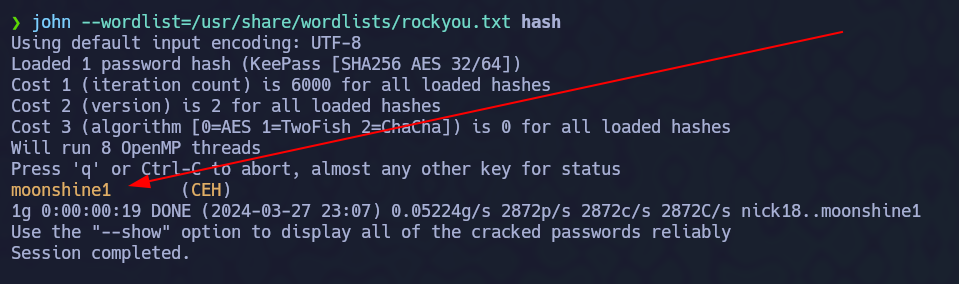 ❯ john --wordlist=/usr/share/wordlists/rockyou.txt hash
Using default input encoding: UTF-8
Loaded 1 password hash (KeePass [SHA256 AES 32/64])
Cost 1 (iteration count) is 6000 for all loaded hashes
Cost 2 (version) is 2 for all loaded hashes
Cost 3 (algorithm [0=AES 1=TwoFish 2=ChaCha]) is 0 for all loaded hashes
Will run 8 OpenMP threads
Press 'q' or Ctrl-C to abort, almost any other key for status
moonshine1       (CEH)
1g 0:00:00:19 DONE (2024-03-27 23:07) 0.05224g/s 2872p/s 2872c/s 2872C/s nick18..moonshine1
Use the "--show" option to display all of the cracked passwords reliably
Session completed.